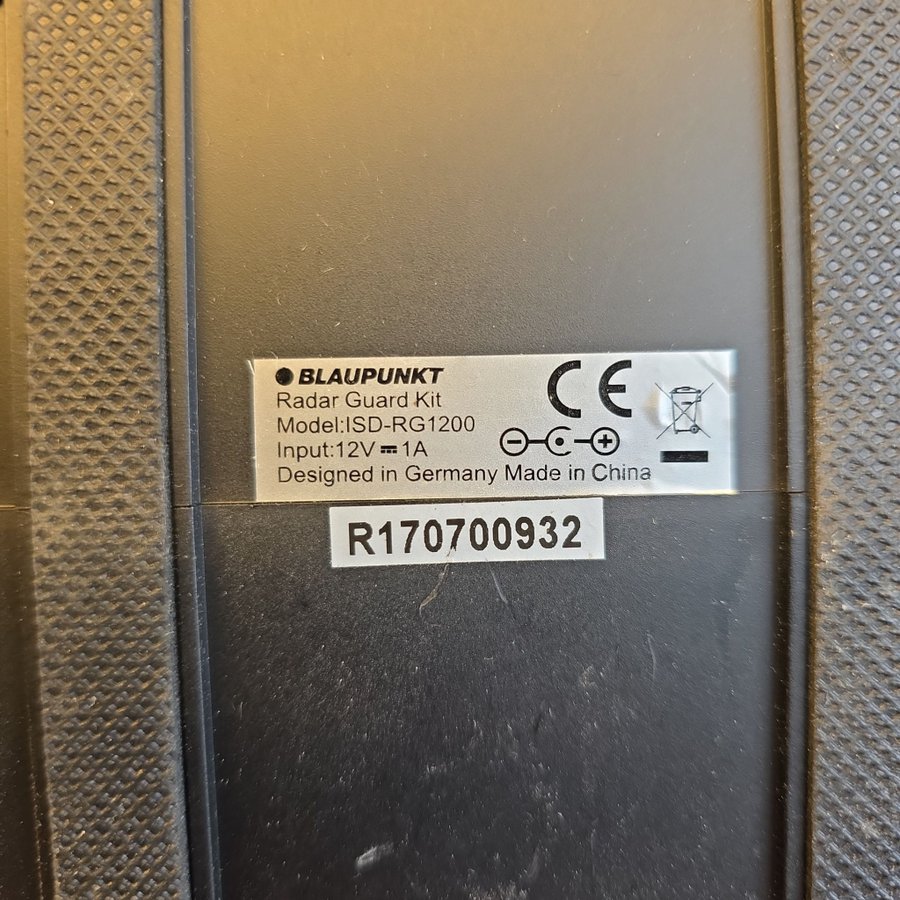 BLAUPUNKT
Radar Guard Kit
Model:ISD-RG1200
Input:12V⎓1A
Designed in Germany Made in China
CE
R170700932